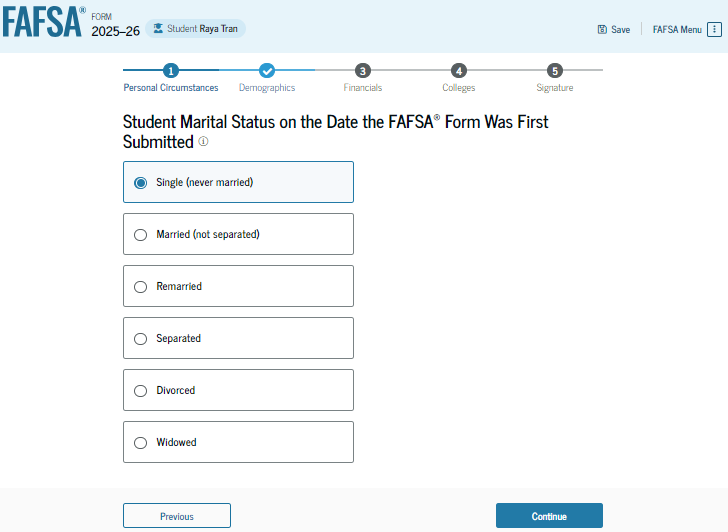 FAFSA®
FORM
2025–26
Student Raya Tran
Save
FAFSA Menu
1
3
4
5
Personal Circumstances
Demographics
Financials
Colleges
Signature
Student Marital Status on the Date the FAFSA® Form Was First
Submitted
Single (never married)
Married (not separated)
Remarried
Separated
Divorced
Widowed
Previous
Continue